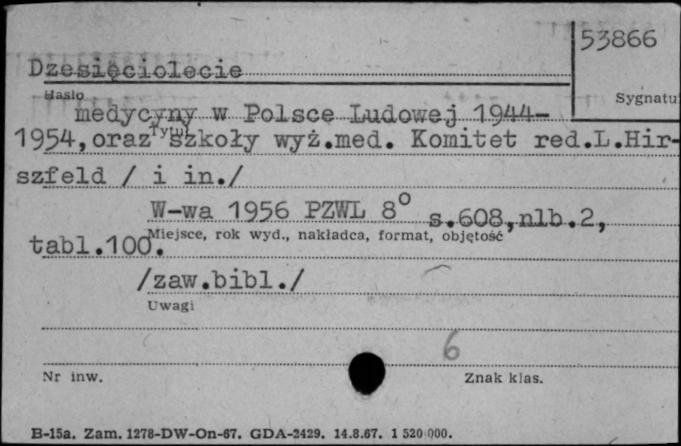 53866
Dzesięciolecie
Hasło
Sygnatu
medycyny w Polsce Ludowej 1944-
Tytuł
1954,oraz szkoły wyż.med. Komitet red.L.Hir-
szfeld / i in./
W-wa 1956 PZWL 8° s.608,nlb.2,
Miejsce, rok wyd., nakładca, format, objętość
tabl.100.
/zaw.bibl./
Uwagi
6
Nr inw.
Znak klas.
B-15a. Zam. 1278-DW-On-67. GDA-2429. 14.8.67. 1 520 000.